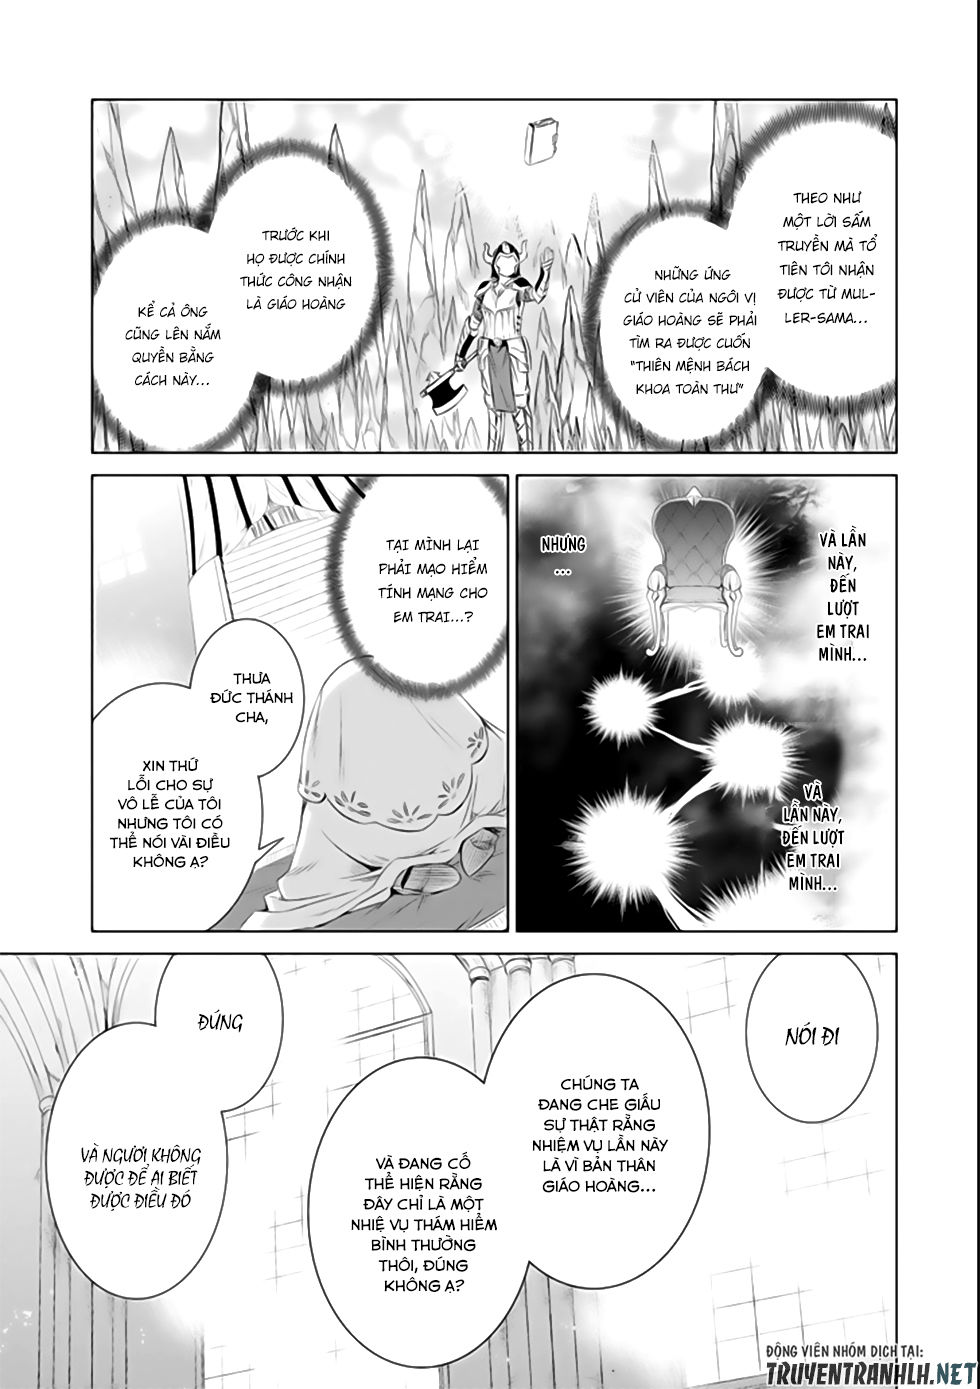 THEO NHƯ
MỘT LỜI SẤM
TRUYỀN MÀ TỔ
TIÊN TỚI NHẬN
ĐƯỢC TỪ MUL-
LER-SAMA...
NHỮNG ỨNG
CỬ VIÊN CỦA NGÔI VỊ
GIÁO HOÀNG SẼ PHẢI
TÌM RA ĐƯỢC CUỐN
"THIÊN MỆNH BÁCH
KHOA TOÀN THƯ"
TRƯỚC KHI
HỌ ĐƯỢC CHÍNH
THỨC CÔNG NHẬN
LÀ GIÁO HOÀNG
KỂ CẢ ÔNG
CŨNG LÊN NẮM
QUYỀN BẰNG
CÁCH NÀY...
VÀ LẦN
NÀY,
ĐẾN
LƯỢT
EM TRAI
MÌNH...
NHƯNG
...
VÀ
LẦN NÀY,
ĐẾN LƯỢT
EM TRAI
MÌNH...
TẠI MÌNH LẠI
PHẢI MẠO HIỂM
TÍNH MẠNG CHO
EM TRAI...?
THƯA
ĐỨC THÁNH
CHA,
XIN THỨ
LỖI CHO SỰ
VÔ LỄ CỦA TÔI
NHƯNG TÔI CÓ
THỂ NÓI VÀI ĐIỀU
KHÔNG Ạ?
NÓI ĐI
CHÚNG TA
ĐANG CHE GIẤU
SỰ THẬT RẰNG
NHIỆM VỤ LẦN NÀY
LÀ VÌ BẢN THÂN
GIÁO HOÀNG...
VÀ ĐANG CỐ
THỂ HIỆN RẰNG
ĐÂY CHỈ LÀ MỘT
NHIỆ VỤ THÁM HIỂM
BÌNH THƯỜNG
THÔI, ĐÚNG
KHÔNG Ạ?
ĐÚNG
VÀ NGƯƠI KHÔNG
ĐƯỢC ĐỂ AI BIẾT
ĐƯỢC ĐIỀU ĐÓ
ĐỘNG VIÊN NHÓM DỊCH TẠI:
TRUYENTRANHLH.NET